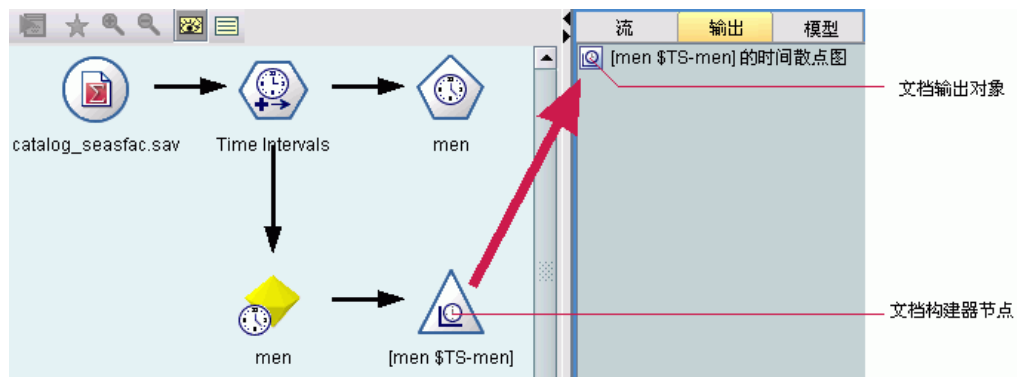 流 输出 模型
[men $TS-men] 的时间散点图
文档输出对象
catalog_seasfac.sav Time Intervals men
文档构建器节点
men [men $TS-men]